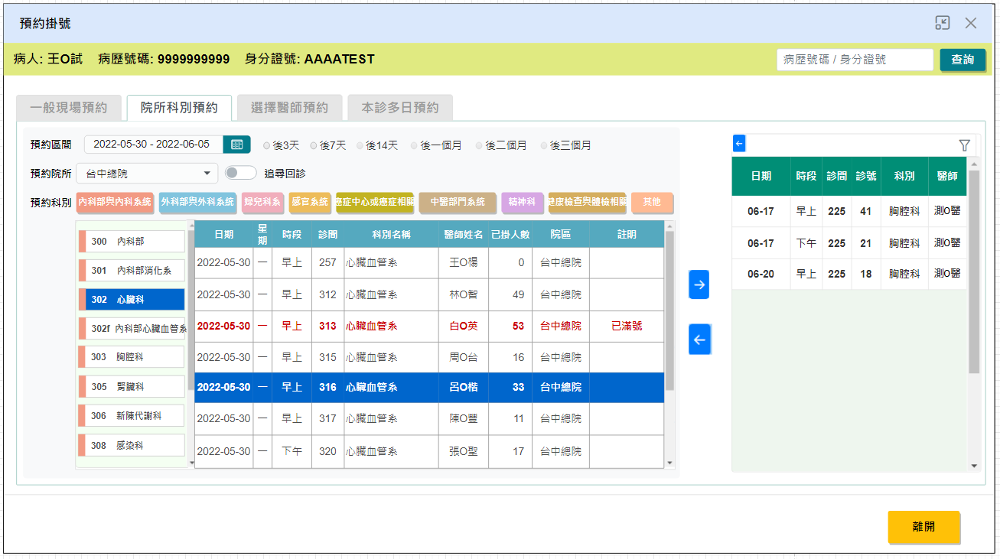 預約掛號
病人: 王O試 病歷號碼: 9999999999 身分證號: AAAATEST 病歷號碼 / 身分證號 查詢
一般現場預約 院所科別預約 選擇醫師預約 本診多日預約
預約區間 2022-05-30 - 2022-06-05 後3天 後7天 後14天 後一個月 後二個月 後三個月
預約院所 台中總院 追尋回診
預約科別 內科部與內科系統 外科部與外科系統 婦兒科系 感官系統 癌症中心或癌症相關 中醫部門系統 精神科 健康檢查與體檢相關 其他
300 內科部
301 內科部消化系
302 心臟科
302f 內科部心臟血管系
303 胸腔科
305 腎臟科
306 新陳代謝科
308 感染科
日期 星期 時段 診間 科別名稱 醫師姓名 已掛人數 院區 註明
2022-05-30 一 早上 257 心臟血管系 王O楊 0 台中總院
2022-05-30 一 早上 312 心臟血管系 林O智 49 台中總院
2022-05-30 一 早上 313 心臟血管系 白O英 53 台中總院 已滿號
2022-05-30 一 早上 315 心臟血管系 周O台 16 台中總院
2022-05-30 一 早上 316 心臟血管系 呂O楷 33 台中總院
2022-05-30 一 早上 317 心臟血管系 陳O豐 11 台中總院
2022-05-30 一 下午 320 心臟血管系 張O聖 17 台中總院
日期 時段 診間 診號 科別 醫師
06-17 早上 225 41 胸腔科 測O醫
06-17 下午 225 21 胸腔科 測O醫
06-20 早上 225 18 胸腔科 測O醫
離開